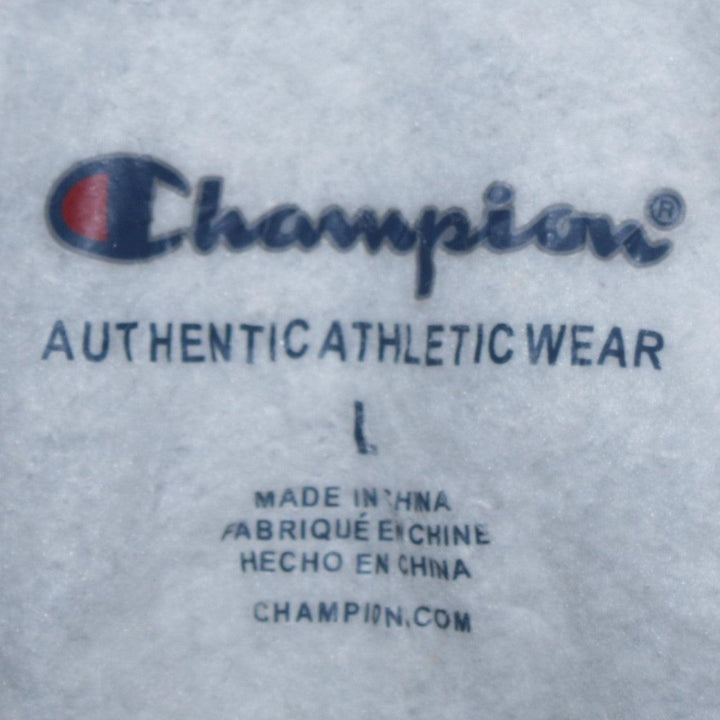 Champion®
AUTHENTIC ATHLETIC WEAR
L
MADE IN CHINA
FABRIQUÉ EN CHINE
HECHO EN CHINA
CHAMPION.COM